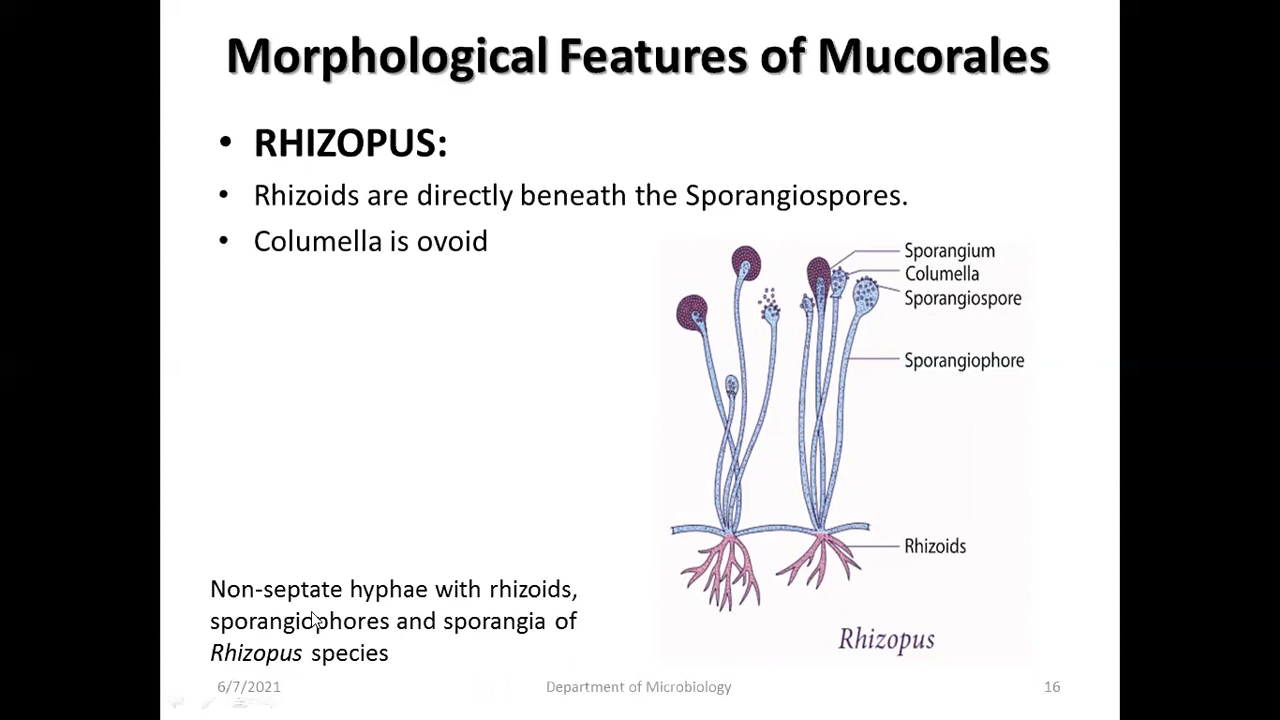 Morphological Features of Mucorales
• RHIZOPUS:
• Rhizoids are directly beneath the Sporangiospores.
• Columella is ovoid
Sporangium
Columella
Sporangiospore
Sporangiophore
Rhizoids
Rhizopus
Non-septate hyphae with rhizoids,
sporangiophores and sporangia of
Rhizopus species
6/7/2021
Department of Microbiology
16